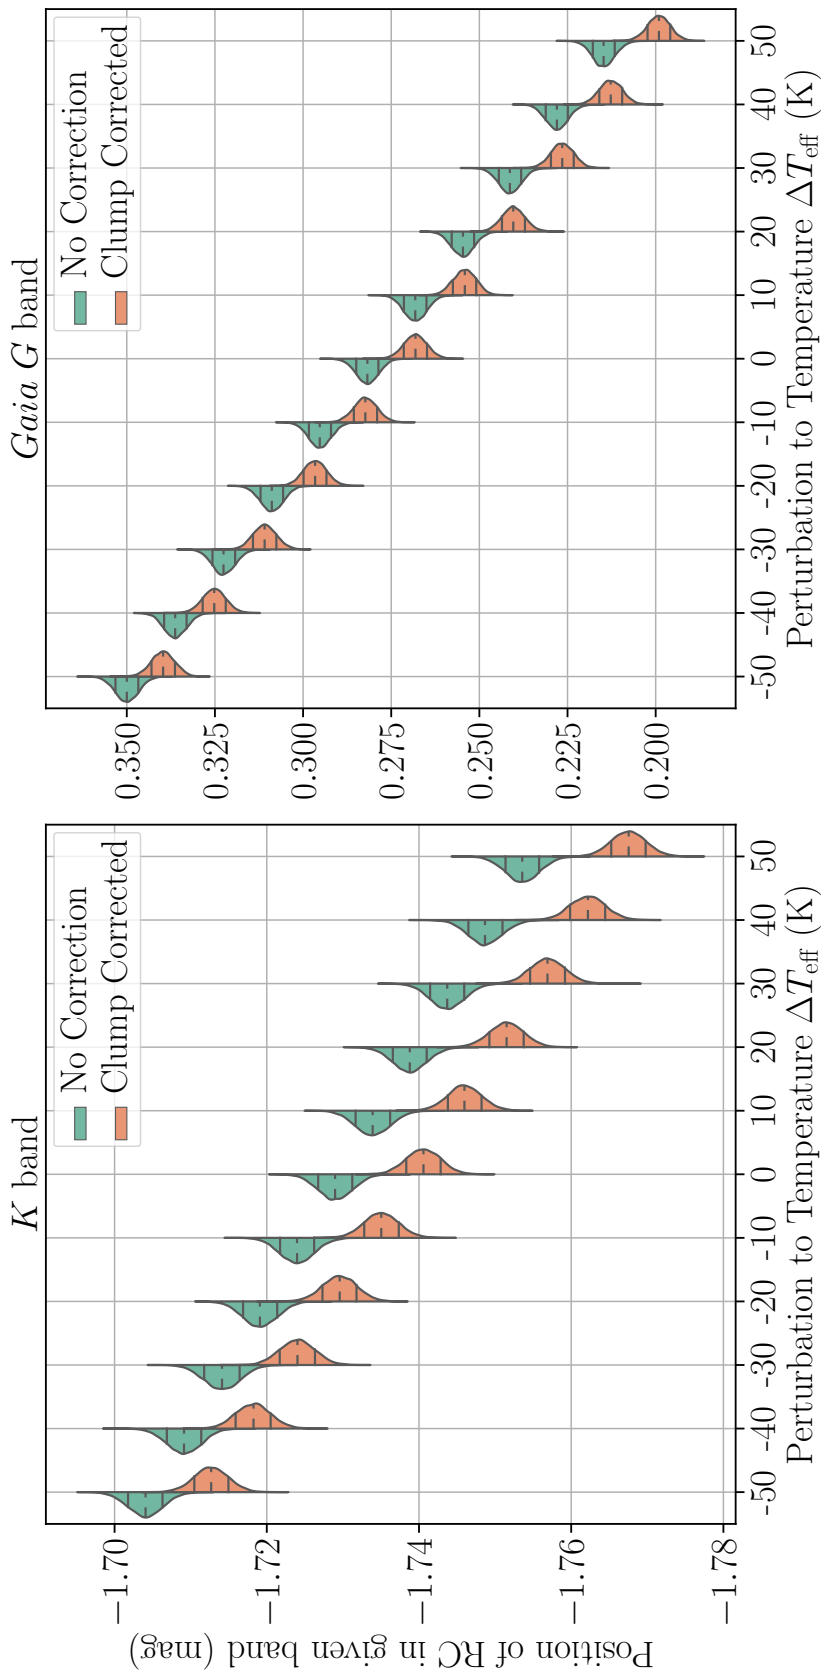 K band
No Correction
Clump Corrected
Position of RC in given band (mag)
−1.70
−1.72
−1.74
−1.76
−1.78
-50 -40 -30 -20 -10 0 10 20 30 40 50
Perturbation to Temperature ΔT_eff (K)
Gaia G band
No Correction
Clump Corrected
0.350
0.325
0.300
0.275
0.250
0.225
0.200
-50 -40 -30 -20 -10 0 10 20 30 40 50
Perturbation to Temperature ΔT_eff (K)